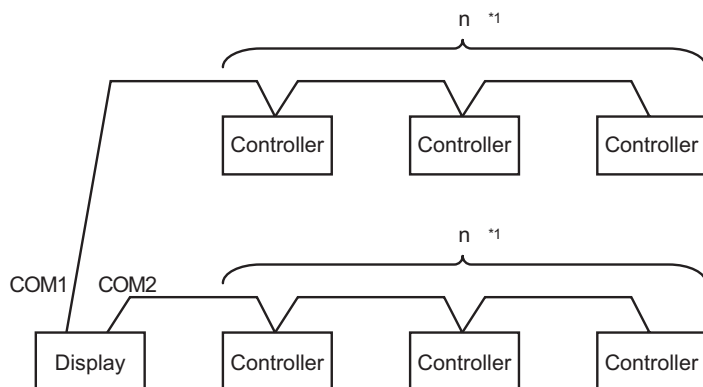 n *1
Controller Controller Controller
n *1
COM1 COM2
Display Controller Controller Controller